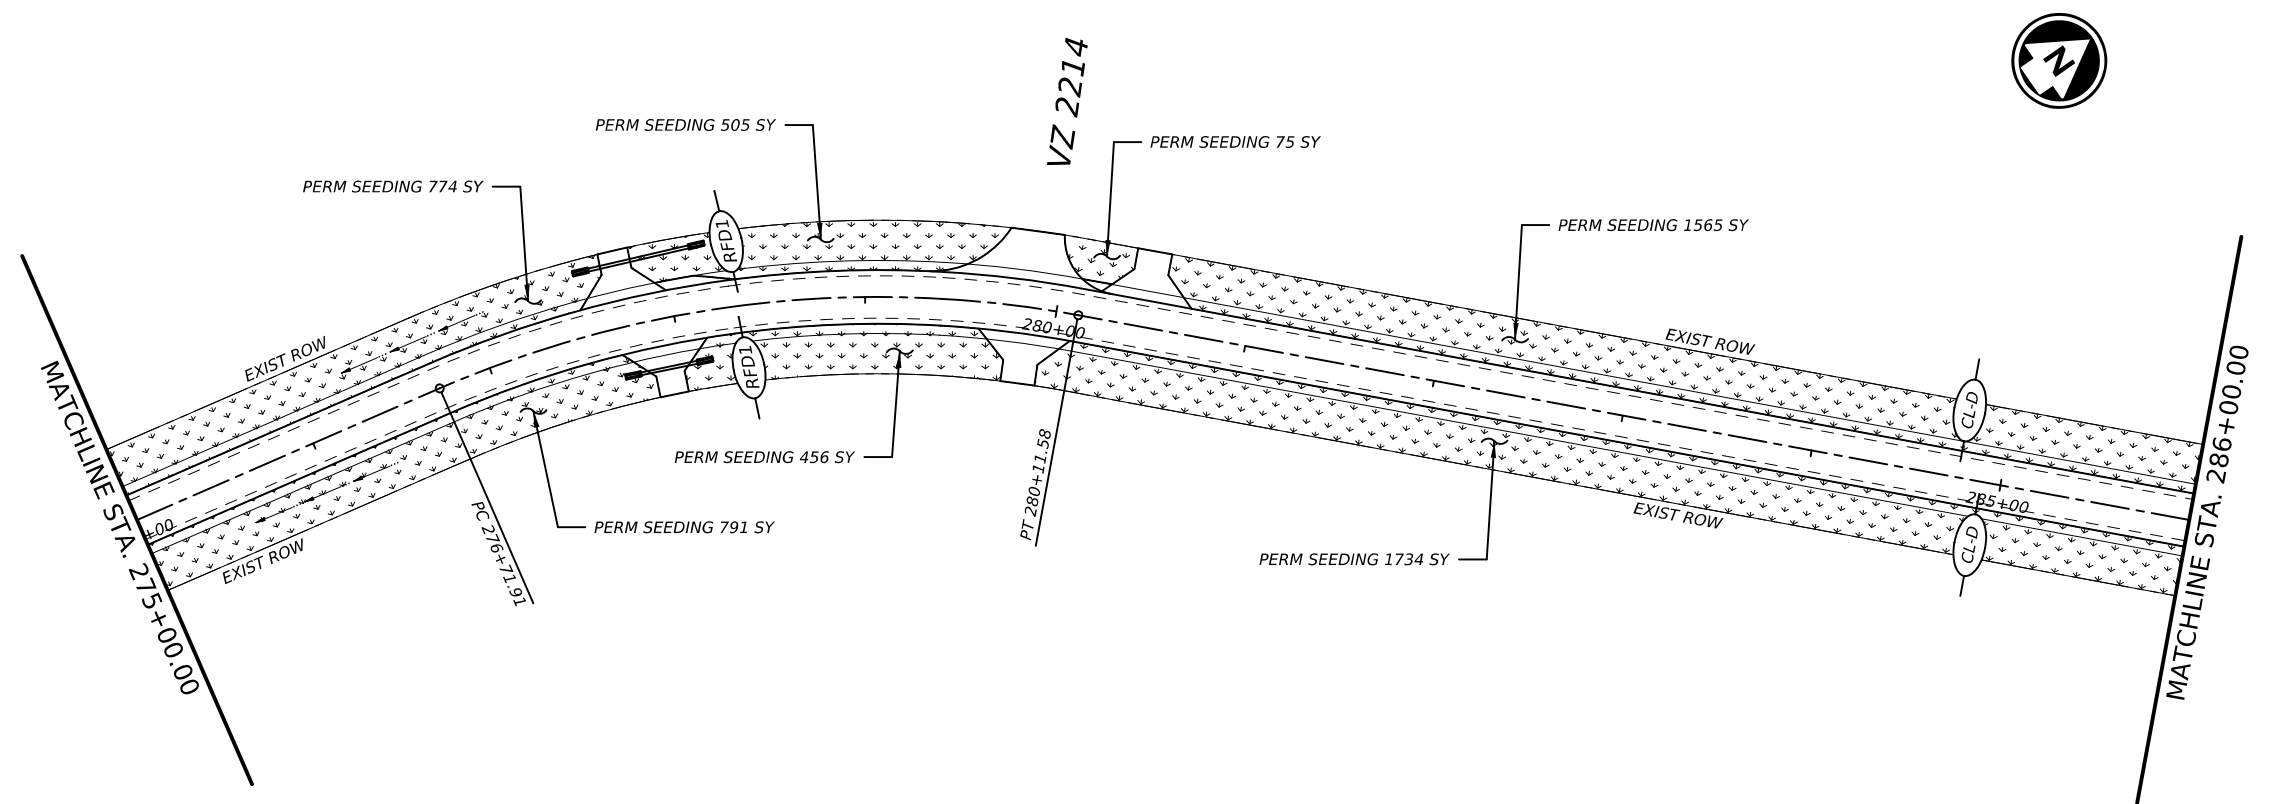 N
VZ 2214
PERM SEEDING 505 SY
PERM SEEDING 75 SY
PERM SEEDING 774 SY
PERM SEEDING 1565 SY
RFD1
EXIST ROW
280+00
EXIST ROW
RFD1
CL-D
MATCHLINE STA. 275+00.00
PERM SEEDING 456 SY
PT 280+11.58
MATCHLINE STA. 286+00.00
+00
EXIST ROW
PC 276+71.91
PERM SEEDING 791 SY
285+00
EXIST ROW
CL-D
PERM SEEDING 1734 SY